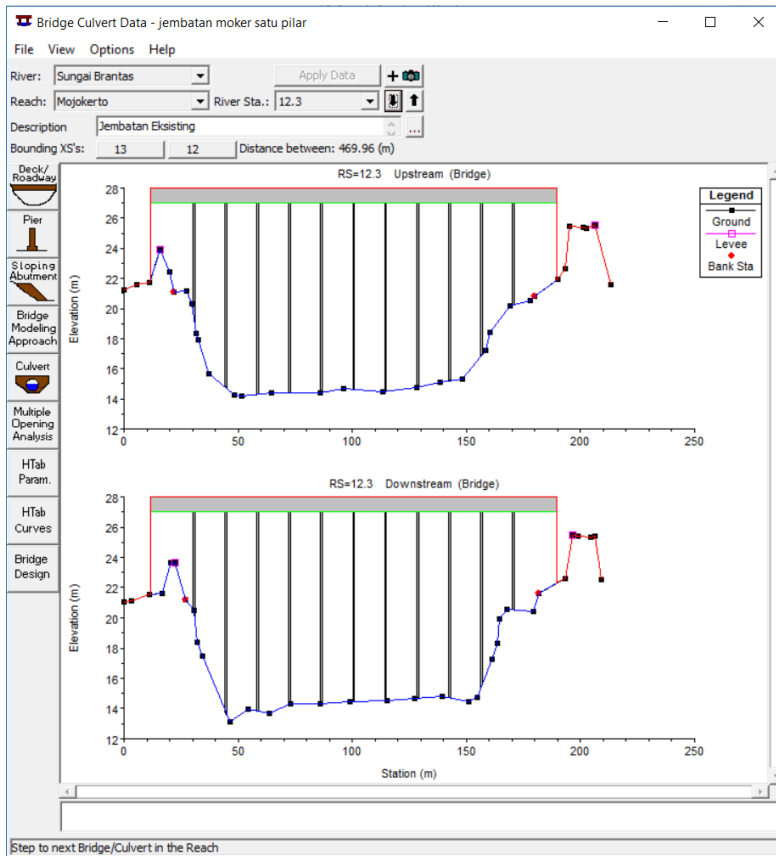 Bridge Culvert Data - jembatan moker satu pilar
File View Options Help
River: Sungai Brantas Apply Data +
Reach: Mojokerto River Sta.: 12.3
Description Jembatan Eksisting ...
Bounding XS's: 13 12 Distance between: 469.96 (m)
Deck/
Roadway
Pier
Sloping
Abutment
Bridge
Modeling
Approach
Culvert
Multiple
Opening
Analysis
HTab
Param.
HTab
Curves
Bridge
Design
RS=12.3 Upstream (Bridge)
28
26
24
22
20
18
16
14
12
Elevation (m)
0 50 100 150 200 250
Legend
Ground
Levee
Bank Sta
RS=12.3 Downstream (Bridge)
28
26
24
22
20
18
16
14
12
Elevation (m)
0 50 100 150 200 250
Station (m)
Step to next Bridge/Culvert in the Reach